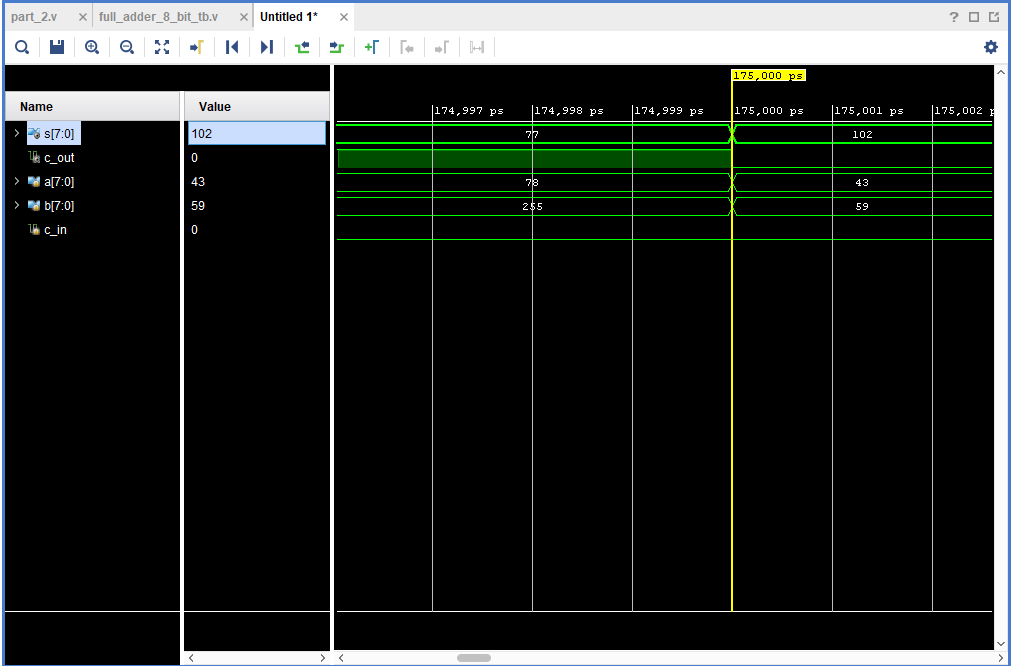 part_2.v full_adder_8_bit_tb.v Untitled 1*
175,000 ps
Name Value
174,997 ps 174,998 ps 174,999 ps 175,000 ps 175,001 ps 175,002 p
s[7:0] 102 77 102
c_out 0
a[7:0] 43 78 43
b[7:0] 59 255 59
c_in 0